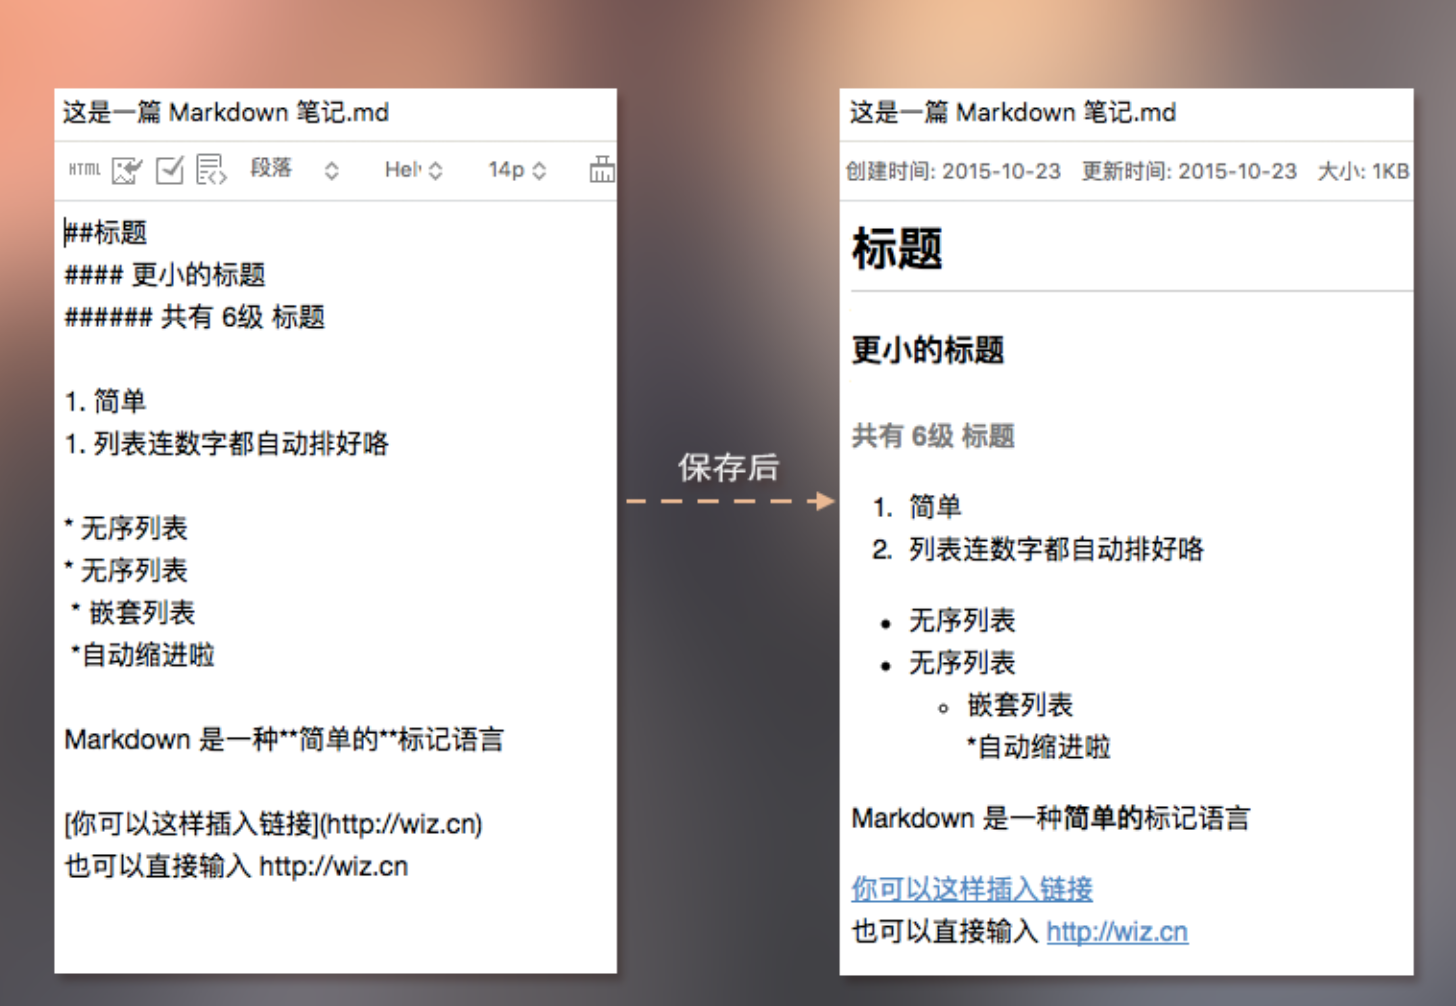 这是一篇 Markdown 笔记.md
HTML 段落 Hel 14p
##标题
#### 更小的标题
###### 共有 6级 标题
1. 简单
1. 列表连数字都自动排好咯
* 无序列表
* 无序列表
* 嵌套列表
*自动缩进啦
Markdown 是一种**简单的**标记语言
[你可以这样插入链接](http://wiz.cn)
也可以直接输入 http://wiz.cn
保存后
这是一篇 Markdown 笔记.md
创建时间: 2015-10-23 更新时间: 2015-10-23 大小: 1KB
标题
更小的标题
共有 6级 标题
1. 简单
2. 列表连数字都自动排好咯
• 无序列表
• 无序列表
◦ 嵌套列表
*自动缩进啦
Markdown 是一种简单的标记语言
你可以这样插入链接
也可以直接输入 http://wiz.cn